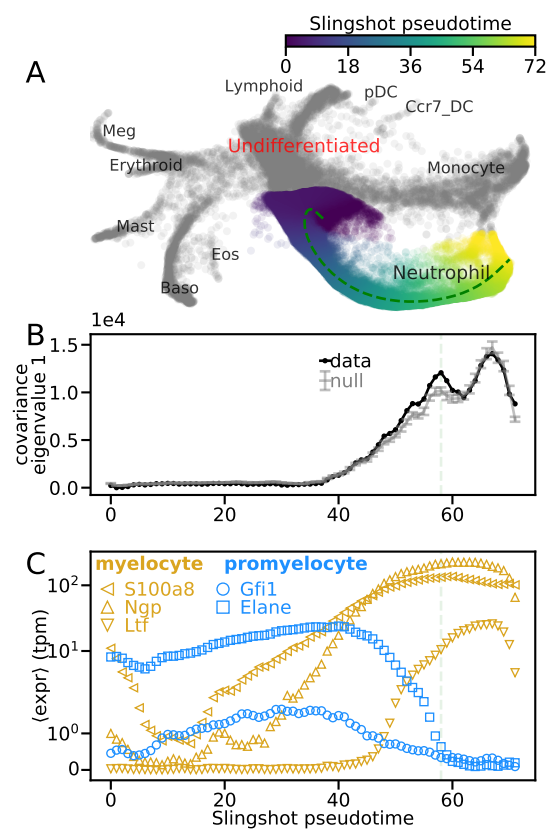 Slingshot pseudotime
0 18 36 54 72
A
Lymphoid
pDC
Ccr7_DC
Meg
Undifferentiated
Erythroid
Monocyte
Mast
Eos
Neutrophil
Baso
B
1e4
covariance
eigenvalue 1
1.5
1.0
0.5
0.0
data
null
0 20 40 60
C
myelocyte promyelocyte
S100a8 Gfi1
Ngp Elane
Ltf
⟨expr⟩ (tpm)
10²
10¹
10⁰
0
0 20 40 60
Slingshot pseudotime